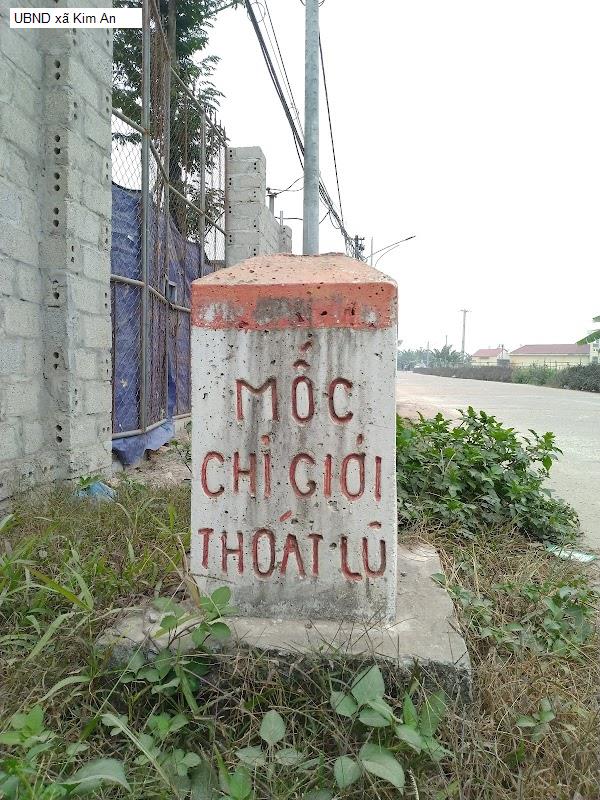 UBND xã Kim An
MỐC
CHỈ GIỚI
THOÁT LŨ